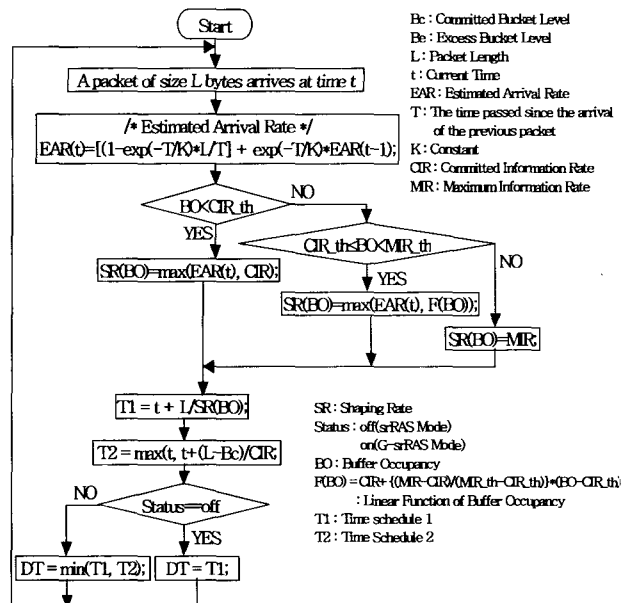 Start
A packet of size L bytes arrives at time t
/* Estimated Arrival Rate */
EAR(t)=[(1-exp(-T/K)*L/T] + exp(-T/K)*EAR(t-1);
BO<CIR_th
NO
YES
CIR_th≤BO<MIR_th
NO
YES
SR(BO)=max(EAR(t), CIR);
SR(BO)=max(EAR(t), F(BO));
SR(BO)=MIR;
T1 = t + L/SR(BO);
T2 = max(t, t+(L-Bc)/CIR;
NO
Status==off
YES
DT = min(T1, T2);
DT = T1;
Bc : Committed Bucket Level
Be : Excess Bucket Level
L : Packet Length
t : Current Time
EAR : Estimated Arrival Rate
T : The time passed since the arrival
of the previous packet
K : Constant
CIR : Committed Information Rate
MIR : Maximum Information Rate
SR : Shaping Rate
Status : off(srRAS Mode)
on(G-srRAS Mode)
BO : Buffer Occupancy
F(BO) = CIR+ {(MIR-CIR)/(MIR_th-CIR_th)}*(BO-CIR_th)
: Linear Function of Buffer Occupancy
T1 : Time schedule 1
T2 : Time Schedule 2